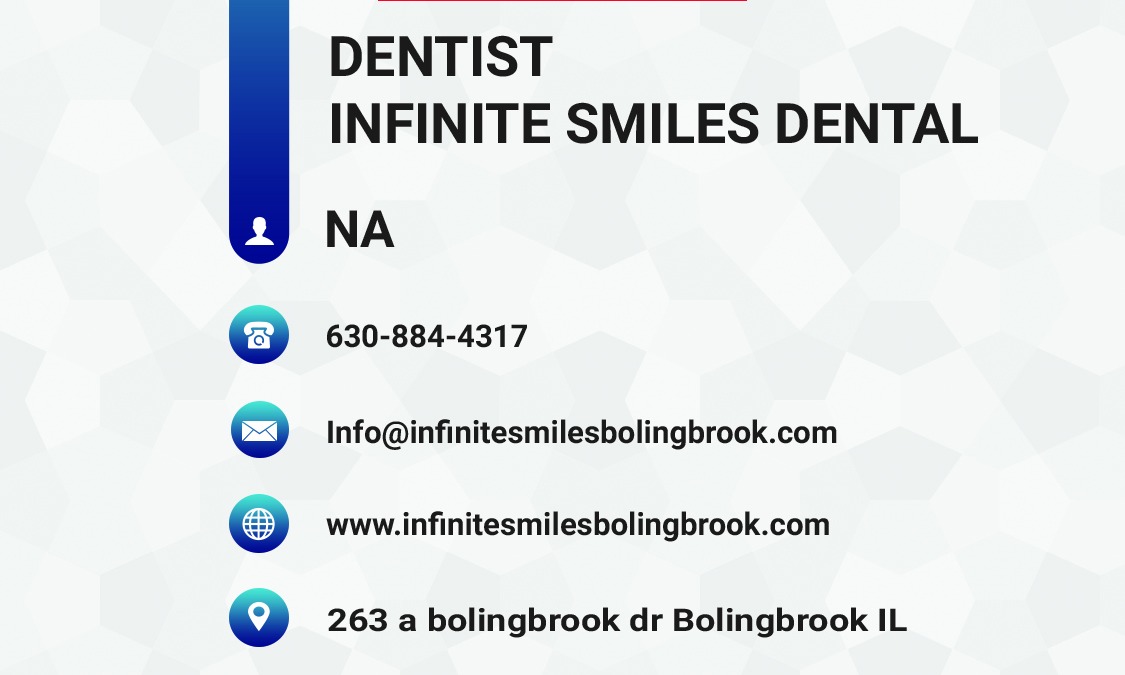 DENTIST
INFINITE SMILES DENTAL
NA
630-884-4317
Info@infinitesmilesbolingbrook.com
www.infinitesmilesbolingbrook.com
263 a bolingbrook dr Bolingbrook IL